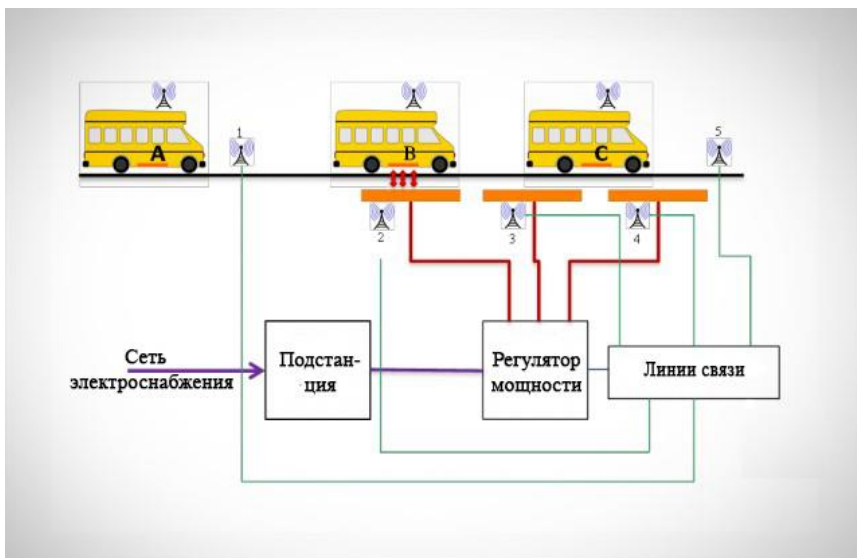 1
5
A
B
C
2
3
4
Сеть
электроснабжения
Подстан-
ция
Регулятор
мощности
Линии связи